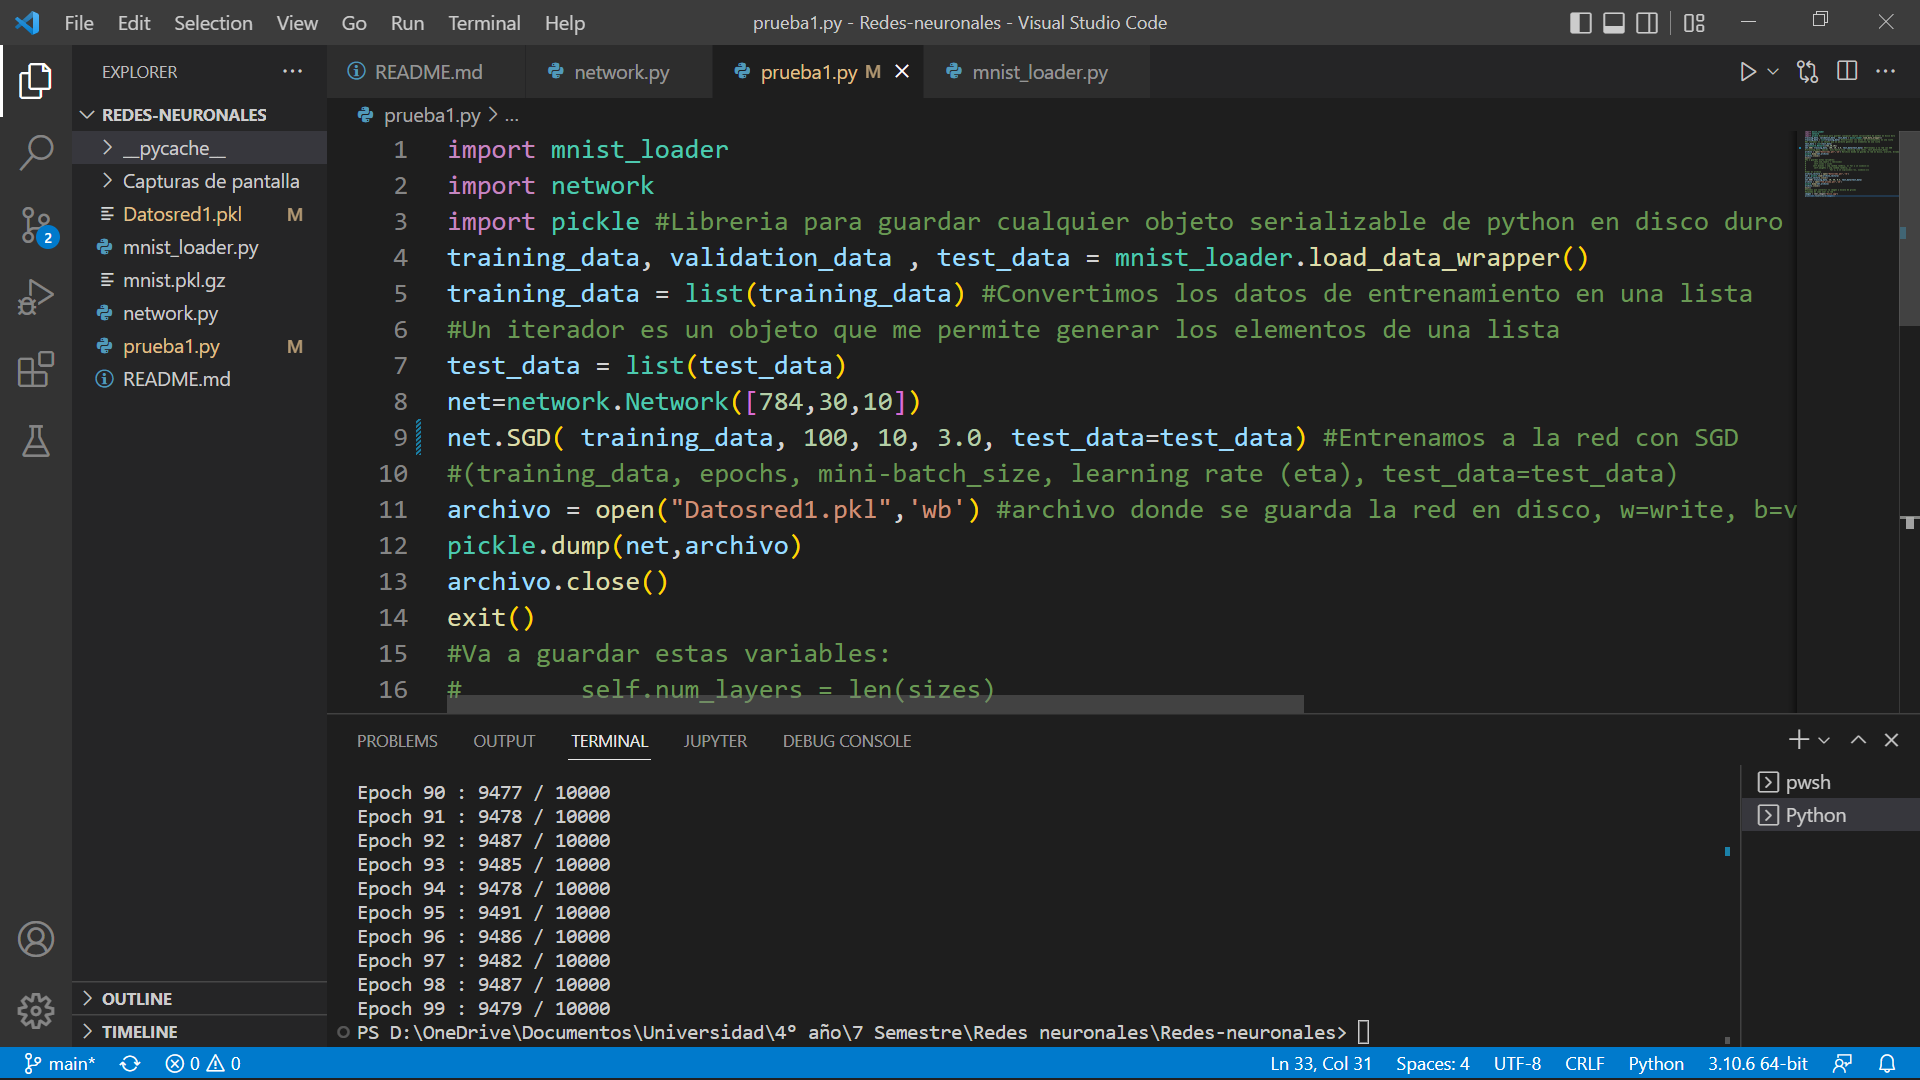 File Edit Selection View Go Run Terminal Help
prueba1.py - Redes-neuronales - Visual Studio Code
EXPLORER
REDES-NEURONALES
__pycache__
Capturas de pantalla
Datosred1.pkl M
mnist_loader.py
mnist.pkl.gz
network.py
prueba1.py M
README.md
2
OUTLINE
TIMELINE
README.md network.py prueba1.py M mnist_loader.py
prueba1.py > ...
1 import mnist_loader
2 import network
3 import pickle #Libreria para guardar cualquier objeto serializable de python en disco duro
4 training_data, validation_data , test_data = mnist_loader.load_data_wrapper()
5 training_data = list(training_data) #Convertimos los datos de entrenamiento en una lista
6 #Un iterador es un objeto que me permite generar los elementos de una lista
7 test_data = list(test_data)
8 net=network.Network([784,30,10])
9 net.SGD( training_data, 100, 10, 3.0, test_data=test_data) #Entrenamos a la red con SGD
10 #(training_data, epochs, mini-batch_size, learning rate (eta), test_data=test_data)
11 archivo = open("Datosred1.pkl",'wb') #archivo donde se guarda la red en disco, w=write, b=v
12 pickle.dump(net,archivo)
13 archivo.close()
14 exit()
15 #Va a guardar estas variables:
16 #        self.num_layers = len(sizes)
PROBLEMS OUTPUT TERMINAL JUPYTER DEBUG CONSOLE
Epoch 90 : 9477 / 10000
Epoch 91 : 9478 / 10000
Epoch 92 : 9487 / 10000
Epoch 93 : 9485 / 10000
Epoch 94 : 9478 / 10000
Epoch 95 : 9491 / 10000
Epoch 96 : 9486 / 10000
Epoch 97 : 9482 / 10000
Epoch 98 : 9487 / 10000
Epoch 99 : 9479 / 10000
PS D:\OneDrive\Documentos\Universidad\4º año\7 Semestre\Redes neuronales\Redes-neuronales>
pwsh
Python
main* 0 0 Ln 33, Col 31 Spaces: 4 UTF-8 CRLF Python 3.10.6 64-bit